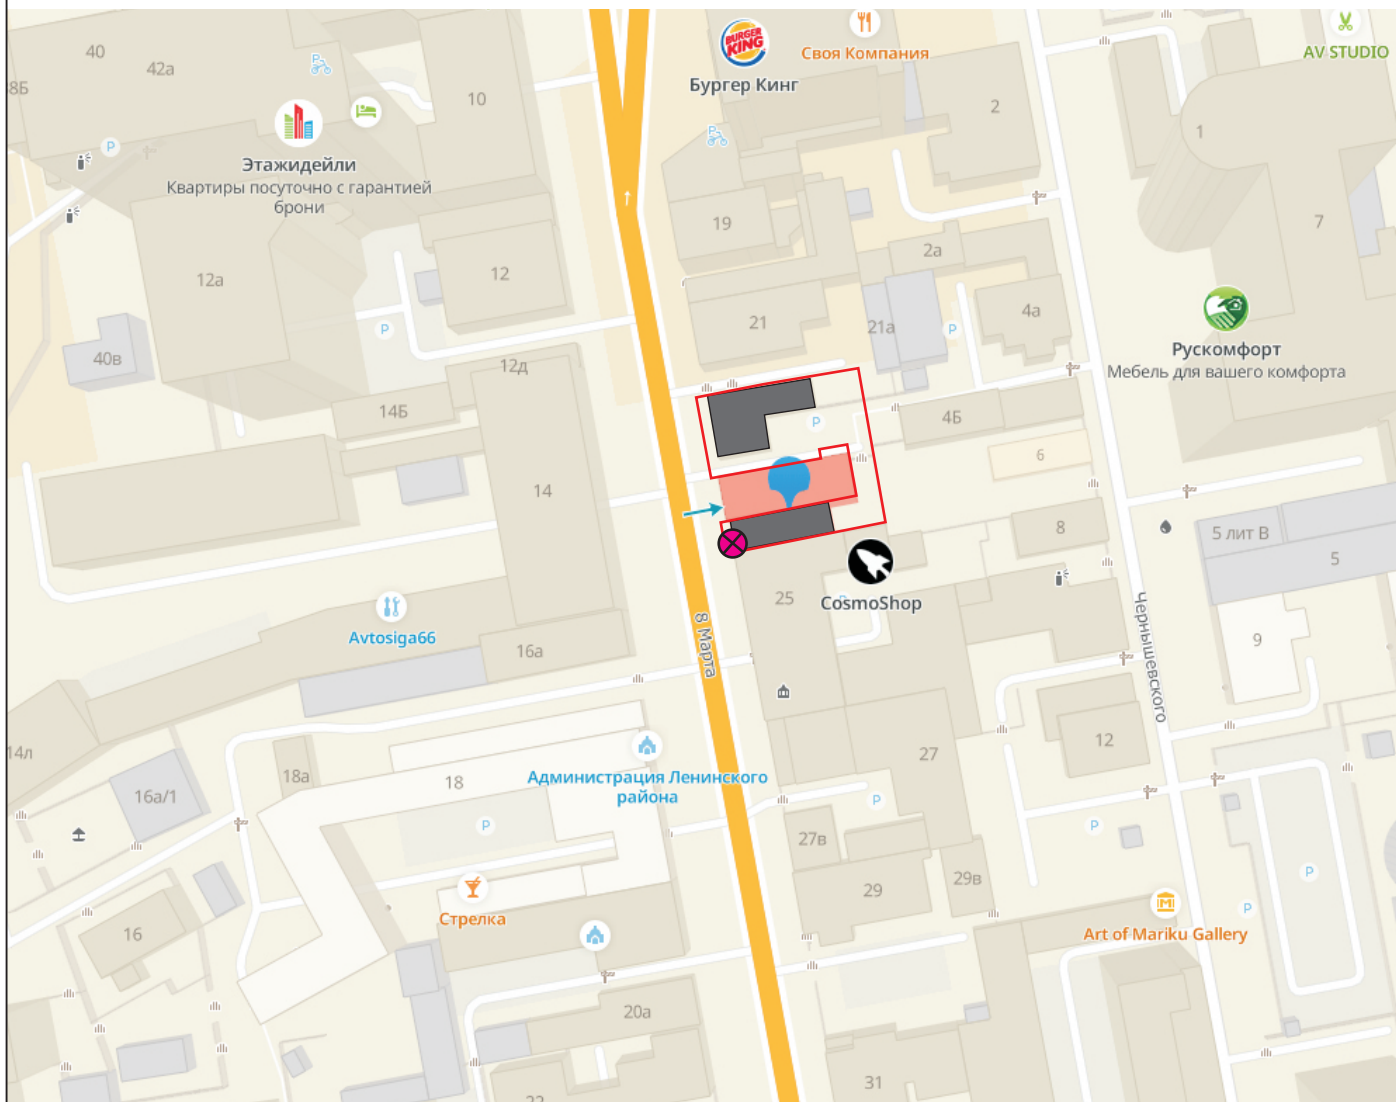 BURGER
KING
Своя Компания
AV STUDIO
40
42а
10
Бургер Кинг
2
8Б
Р
1
Этажидейли
Квартиры посуточно с гарантией
брони
19
7
2а
12а
12
4а
21
21а
Р
Р
40в
Рускомфорт
Мебель для вашего комфорта
12д
14Б
4Б
Р
6
14
8
5 лит В
5
25
CosmoShop
8 Марта
Чернышевского
Avtosiga66
16а
9
14л
18а
18
Администрация Ленинского
района
27
12
16а/1
Р
Р
Р
27в
Р
29
29в
Стрелка
Р
Art of Mariku Gallery
16
20а
31
22